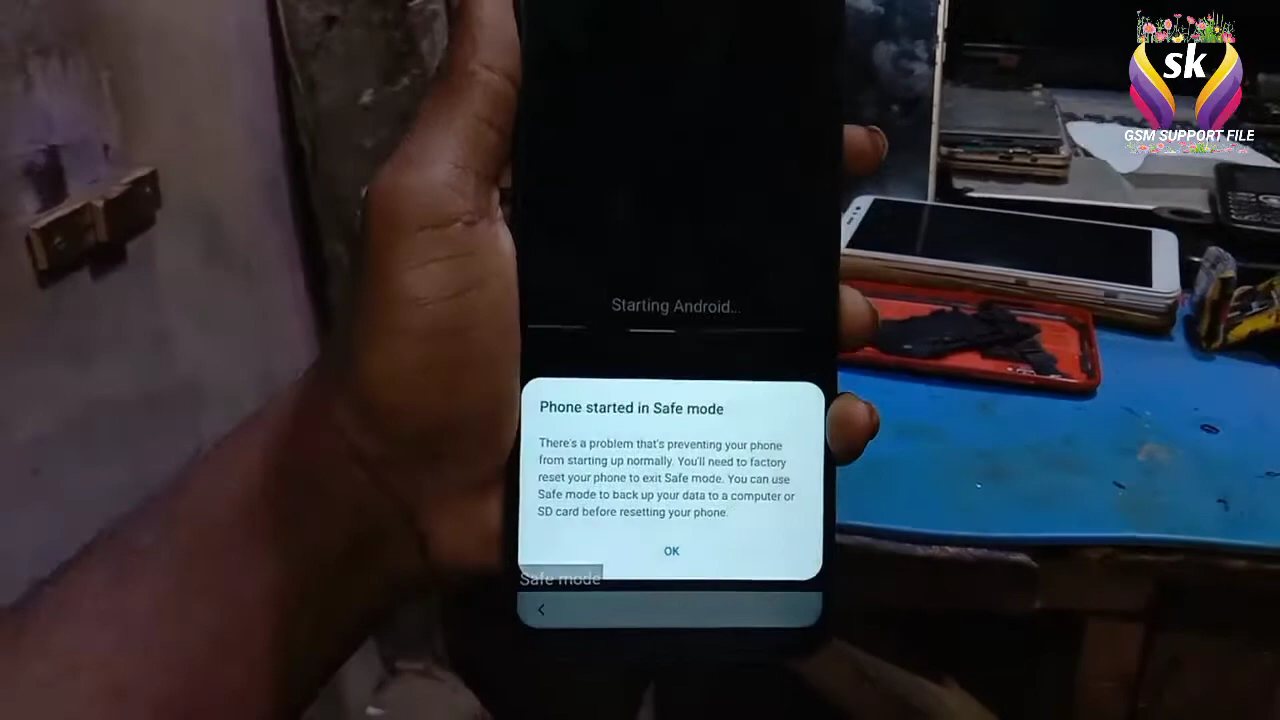 sk
GSM SUPPORT FILE
Starting Android...
Phone started in Safe mode
There's a problem that's preventing your phone
from starting up normally. You'll need to factory
reset your phone to exit Safe mode. You can use
Safe mode to back up your data to a computer or
SD card before resetting your phone.
OK
Safe mode